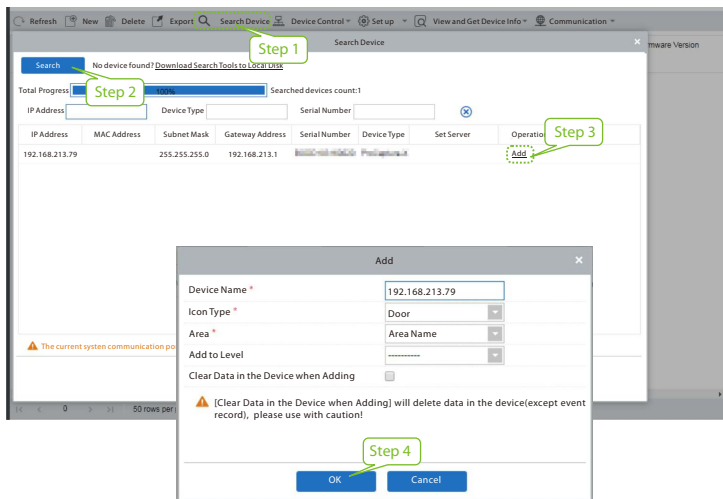 Refresh New Delete Export Search Device Device Control Set up View and Get Device Info Communication
Step 1
Search Device ×
mware Version
Search No device found? Download Search Tools to Local Disk
Step 2
Total Progress 100% Searched devices count:1
IP Address Device Type Serial Number
IP Address MAC Address Subnet Mask Gateway Address Serial Number Device Type Set Server Operation
Step 3
192.168.213.79 255.255.255.0 192.168.213.1 Add
Add ×
Device Name * 192.168.213.79
Icon Type * Door
Area * Area Name
The current systen communication po
Add to Level ----------
Clear Data in the Device when Adding
[Clear Data in the Device when Adding] will delete data in the device(except event
record), please use with caution!
0 50 rows per
Step 4
OK Cancel